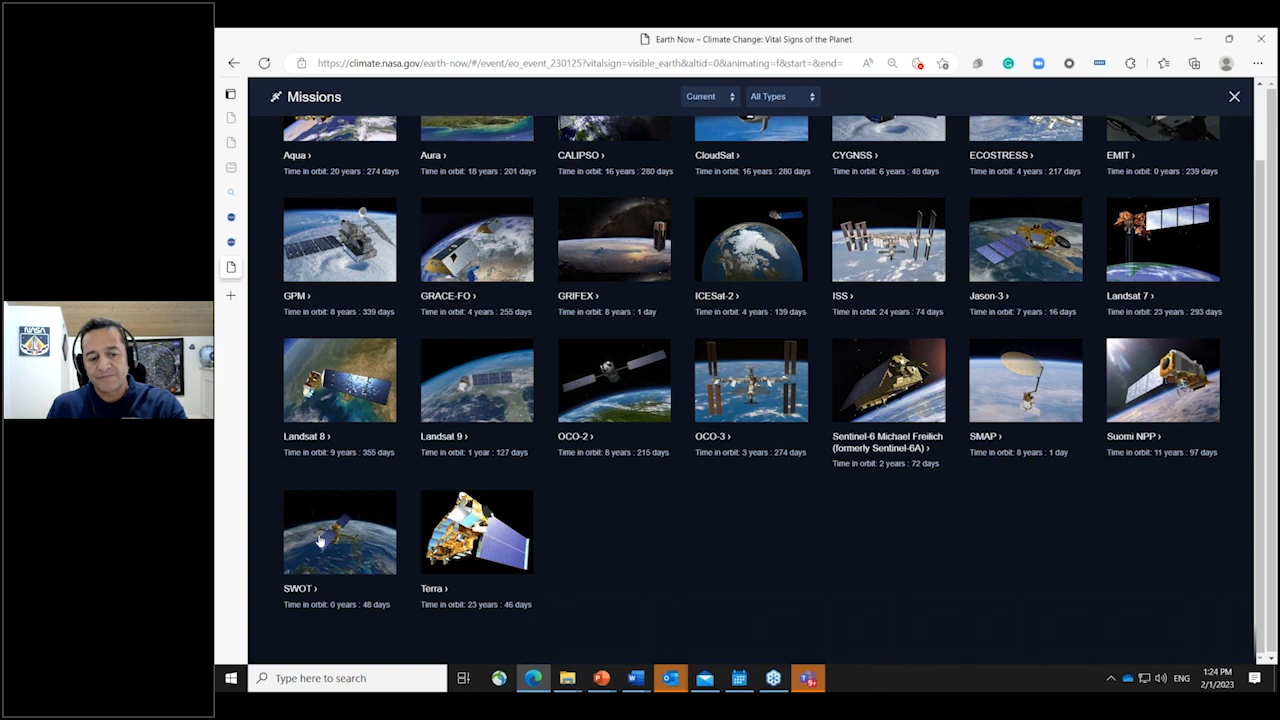 Earth Now – Climate Change: Vital Signs of the Planet
https://climate.nasa.gov/earth-now/#/event/eo_event_230125?vitalsign=visible_earth&altid=0&animating=f&start=&end=
Missions
Current
All Types
Aqua ›
Aura ›
CALIPSO ›
CloudSat ›
CYGNSS ›
ECOSTRESS ›
EMIT ›
Time in orbit: 20 years : 274 days
Time in orbit: 18 years : 201 days
Time in orbit: 16 years : 280 days
Time in orbit: 16 years : 280 days
Time in orbit: 6 years : 48 days
Time in orbit: 4 years : 217 days
Time in orbit: 0 years : 239 days
GPM ›
GRACE-FO ›
GRIFEX ›
ICESat-2 ›
ISS ›
Jason-3 ›
Landsat 7 ›
Time in orbit: 8 years : 339 days
Time in orbit: 4 years : 255 days
Time in orbit: 8 years : 1 day
Time in orbit: 4 years : 139 days
Time in orbit: 24 years : 74 days
Time in orbit: 7 years : 16 days
Time in orbit: 23 years : 293 days
NASA
Landsat 8 ›
Landsat 9 ›
OCO-2 ›
OCO-3 ›
Sentinel-6 Michael Freilich
(formerly Sentinel-6A) ›
SMAP ›
Suomi NPP ›
Time in orbit: 9 years : 355 days
Time in orbit: 1 year : 127 days
Time in orbit: 8 years : 215 days
Time in orbit: 3 years : 274 days
Time in orbit: 2 years : 72 days
Time in orbit: 8 years : 1 day
Time in orbit: 11 years : 97 days
SWOT ›
Terra ›
Time in orbit: 0 years : 48 days
Time in orbit: 23 years : 46 days
Type here to search
9+
ENG
1:24 PM
2/1/2023